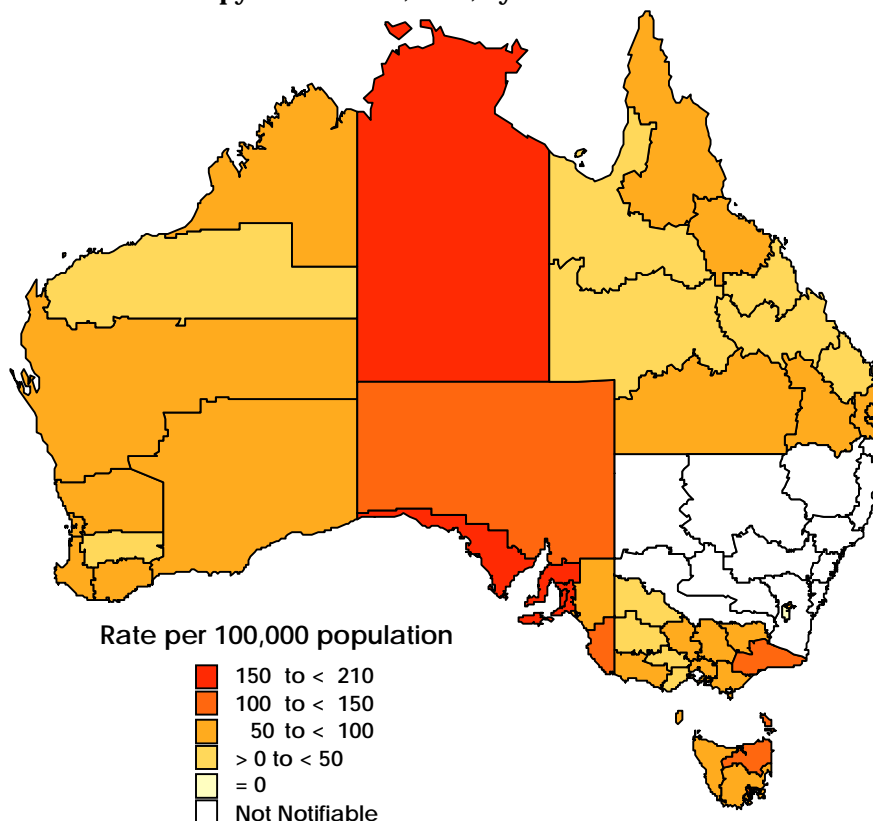 Rate per 100,000 population
150 to < 210
100 to < 150
50 to < 100
> 0 to < 50
= 0
Not Notifiable